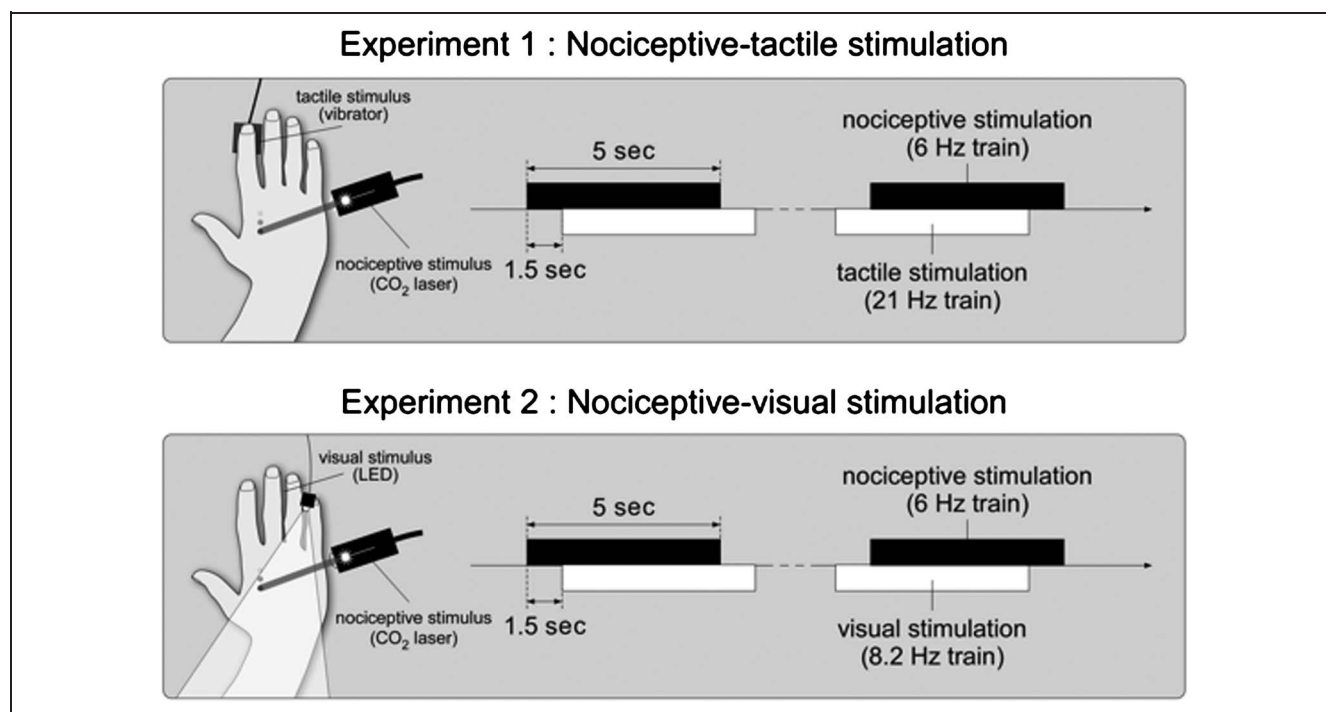 Experiment 1 : Nociceptive-tactile stimulation
tactile stimulus
(vibrator)
nociceptive stimulus
(CO₂ laser)
5 sec
1.5 sec
nociceptive stimulation
(6 Hz train)
tactile stimulation
(21 Hz train)
Experiment 2 : Nociceptive-visual stimulation
visual stimulus
(LED)
nociceptive stimulus
(CO₂ laser)
5 sec
1.5 sec
nociceptive stimulation
(6 Hz train)
visual stimulation
(8.2 Hz train)